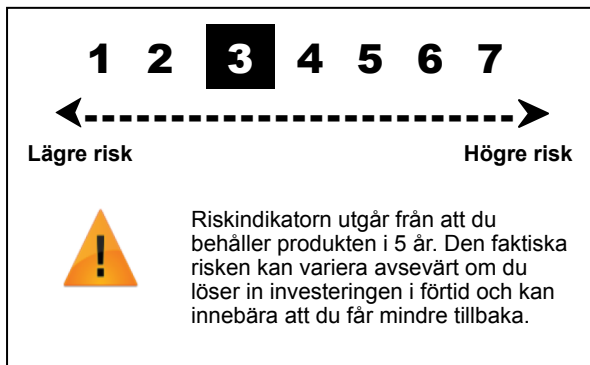 1 2 3 4 5 6 7
Lägre risk Högre risk
!
Riskindikatorn utgår från att du
behåller produkten i 5 år. Den faktiska
risken kan variera avsevärt om du
löser in investeringen i förtid och kan
innebära att du får mindre tillbaka.